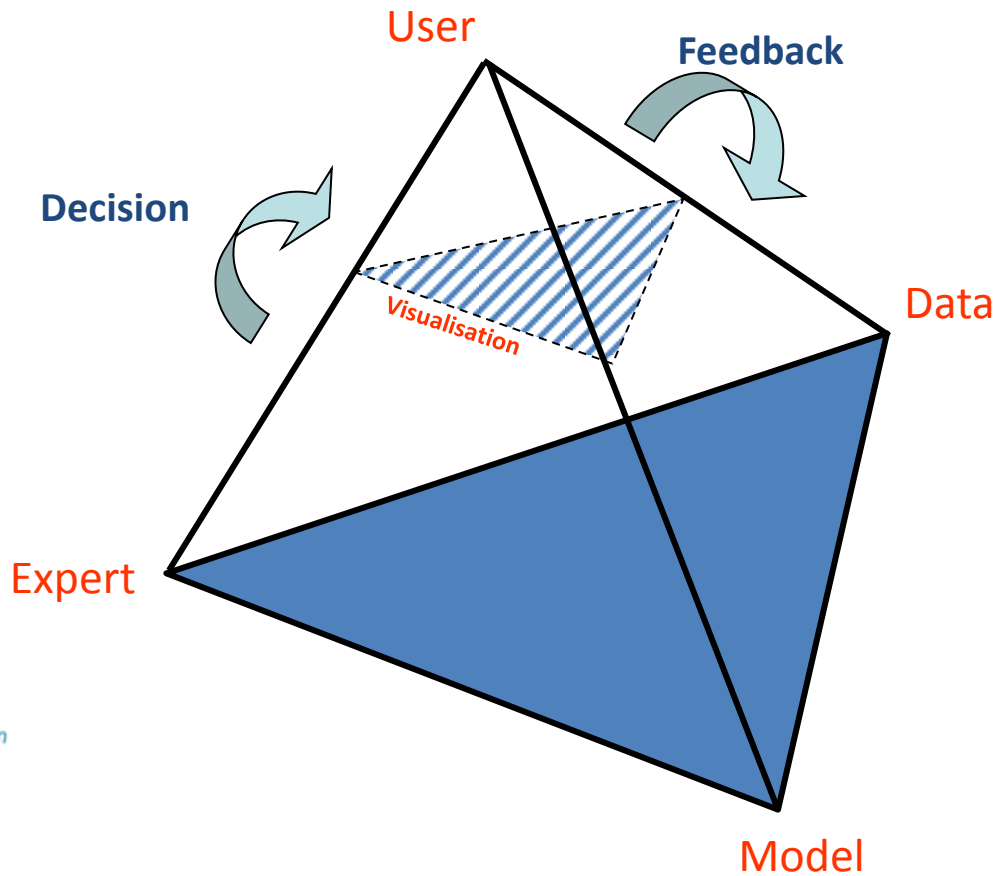 User
Feedback
Decision
Visualisation
Data
Expert
Model